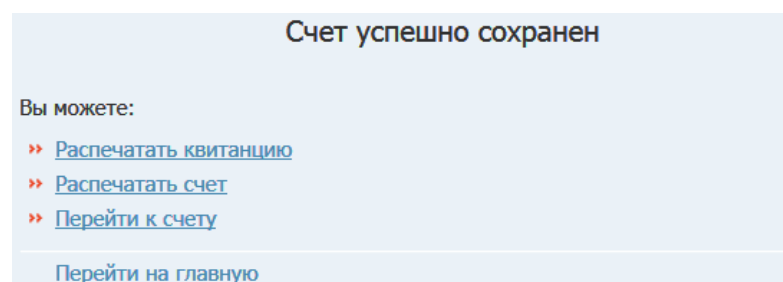 Счет успешно сохранен
Вы можете:
Распечатать квитанцию
Распечатать счет
Перейти к счету
Перейти на главную